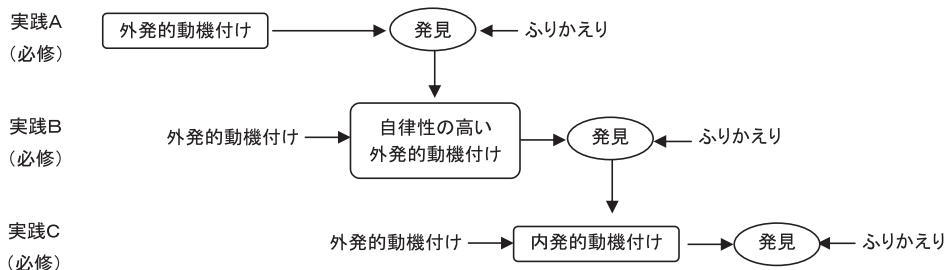 実践A
(必修)
外発的動機付け
発見
ふりかえり
実践B
(必修)
外発的動機付け
自律性の高い
外発的動機付け
発見
ふりかえり
実践C
(必修)
外発的動機付け
内発的動機付け
発見
ふりかえり